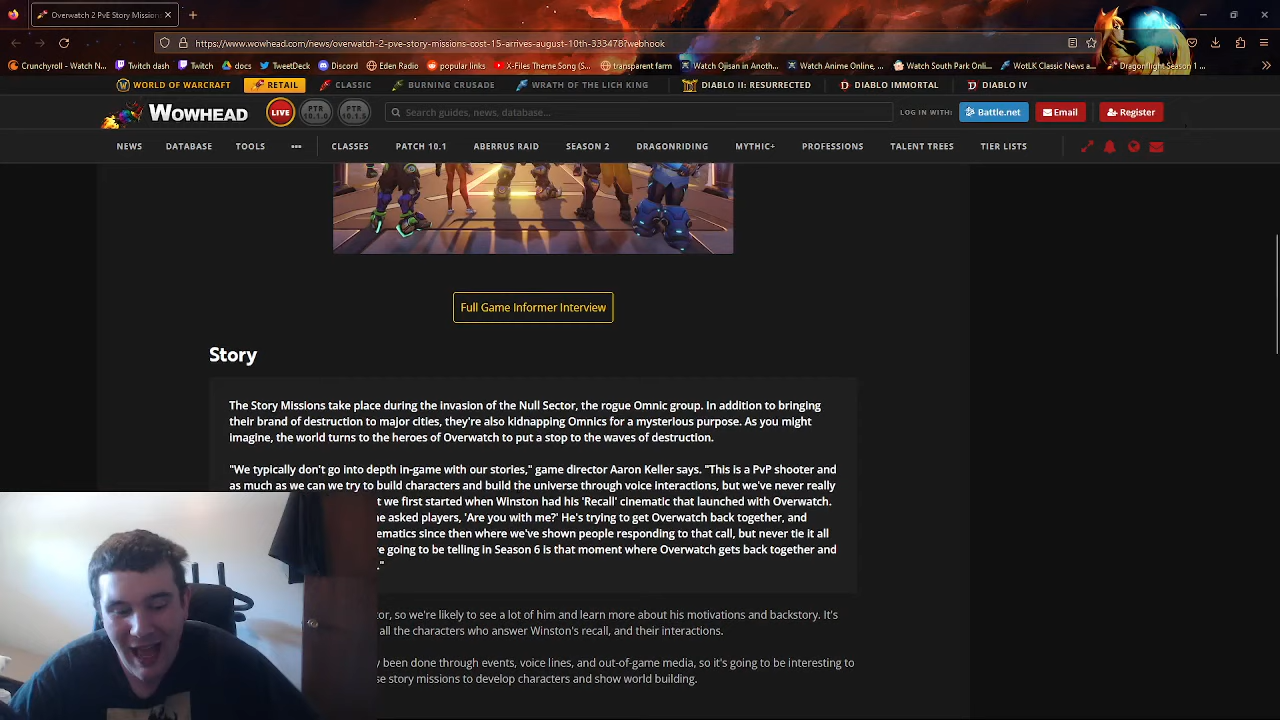 Overwatch 2 PvE Story Mission
https://www.wowhead.com/news/overwatch-2-pve-story-missions-cost-15-arrives-august-10th-333478?webhook
Crunchyroll - Watch N... Twitch dash Twitch docs TweetDeck Discord Eden Radio popular links X-Files Theme Song (S... transparent farm Watch Ojisan in Anoth... Watch Anime Online, ... Watch South Park Onli... WotLK Classic News a... Dragonflight Season 1 ...
WORLD OF WARCRAFT RETAIL CLASSIC BURNING CRUSADE WRATH OF THE LICH KING DIABLO II: RESURRECTED DIABLO IMMORTAL DIABLO IV
WOWHEAD LIVE PTR 10.1.0 PTR 10.1.5 Search guides, news, database... LOG IN WITH: Battle.net Email Register
NEWS DATABASE TOOLS ••• CLASSES PATCH 10.1 ABERRUS RAID SEASON 2 DRAGONRIDING MYTHIC+ PROFESSIONS TALENT TREES TIER LISTS
Full Game Informer Interview
Story
The Story Missions take place during the invasion of the Null Sector, the rogue Omnic group. In addition to bringing
their brand of destruction to major cities, they're also kidnapping Omnics for a mysterious purpose. As you might
imagine, the world turns to the heroes of Overwatch to put a stop to the waves of destruction.
"We typically don't go into depth in-game with our stories," game director Aaron Keller says. "This is a PvP shooter and
as much as we can we try to build characters and build the universe through voice interactions, but we've never really
we first started when Winston had his 'Recall' cinematic that launched with Overwatch.
asked players, 'Are you with me?' He's trying to get Overwatch back together, and
since then where we've shown people responding to that call, but never tie it all
going to be telling in Season 6 is that moment where Overwatch gets back together and
."
so we're likely to see a lot of him and learn more about his motivations and backstory. It's
all the characters who answer Winston's recall, and their interactions.
been done through events, voice lines, and out-of-game media, so it's going to be interesting to
story missions to develop characters and show world building.